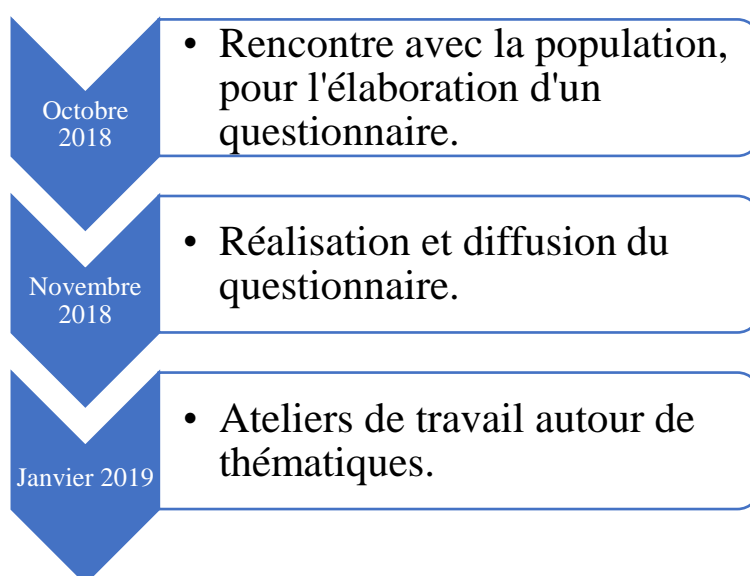 Octobre
2018
• Rencontre avec la population,
pour l'élaboration d'un
questionnaire.
Novembre
2018
• Réalisation et diffusion du
questionnaire.
Janvier 2019
• Ateliers de travail autour de
thématiques.